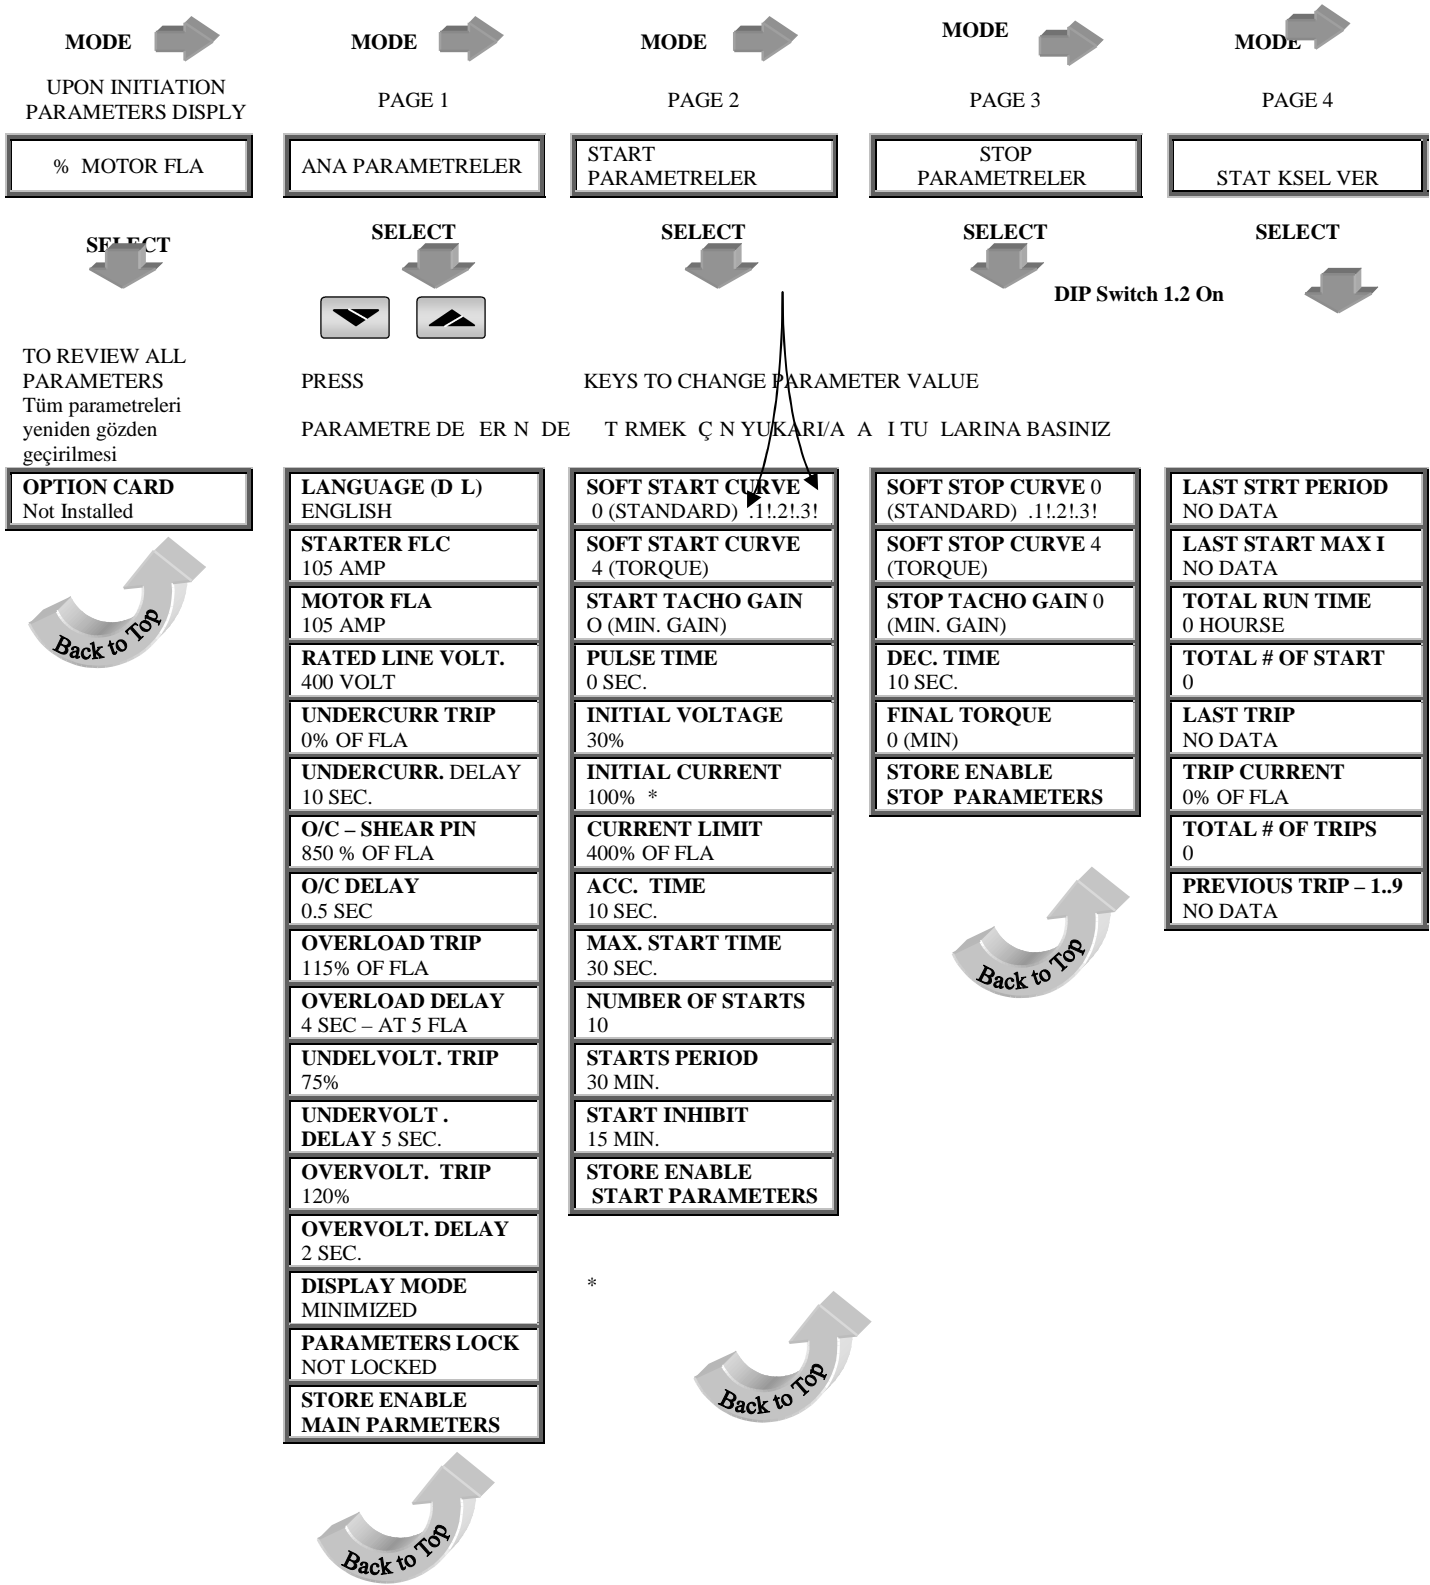 MODE
MODE
MODE
MODE
MODE
UPON INITIATION
PARAMETERS DISPLY
PAGE 1
PAGE 2
PAGE 3
PAGE 4
% MOTOR FLA
ANA PARAMETRELER
START
PARAMETRELER
STOP
PARAMETRELER
STAT KSEL VER
SELECT
SELECT
SELECT
SELECT
SELECT
DIP Switch 1.2 On
TO REVIEW ALL
PARAMETERS
Tüm parametreleri
yeniden gözden
geçirilmesi
PRESS KEYS TO CHANGE PARAMETER VALUE
PARAMETRE DE ER N DE T RMEK Ç N YUKARI/A A I TU LARINA BASINIZ
OPTION CARD
Not Installed
Back to Top
LANGUAGE (D L)
ENGLISH
STARTER FLC
105 AMP
MOTOR FLA
105 AMP
RATED LINE VOLT.
400 VOLT
UNDERCURR TRIP
0% OF FLA
UNDERCURR. DELAY
10 SEC.
O/C – SHEAR PIN
850 % OF FLA
O/C DELAY
0.5 SEC
OVERLOAD TRIP
115% OF FLA
OVERLOAD DELAY
4 SEC – AT 5 FLA
UNDELVOLT. TRIP
75%
UNDERVOLT .
DELAY 5 SEC.
OVERVOLT. TRIP
120%
OVERVOLT. DELAY
2 SEC.
DISPLAY MODE
MINIMIZED
PARAMETERS LOCK
NOT LOCKED
STORE ENABLE
MAIN PARMETERS
Back to Top
SOFT START CURVE
0 (STANDARD) .1!.2!.3!
SOFT START CURVE
4 (TORQUE)
START TACHO GAIN
O (MIN. GAIN)
PULSE TIME
0 SEC.
INITIAL VOLTAGE
30%
INITIAL CURRENT
100% *
CURRENT LIMIT
400% OF FLA
ACC. TIME
10 SEC.
MAX. START TIME
30 SEC.
NUMBER OF STARTS
10
STARTS PERIOD
30 MIN.
START INHIBIT
15 MIN.
STORE ENABLE
START PARAMETERS
*
Back to Top
SOFT STOP CURVE 0
(STANDARD) .1!.2!.3!
SOFT STOP CURVE 4
(TORQUE)
STOP TACHO GAIN 0
(MIN. GAIN)
DEC. TIME
10 SEC.
FINAL TORQUE
0 (MIN)
STORE ENABLE
STOP PARAMETERS
Back to Top
LAST STRT PERIOD
NO DATA
LAST START MAX I
NO DATA
TOTAL RUN TIME
0 HOURSE
TOTAL # OF START
0
LAST TRIP
NO DATA
TRIP CURRENT
0% OF FLA
TOTAL # OF TRIPS
0
PREVIOUS TRIP – 1..9
NO DATA